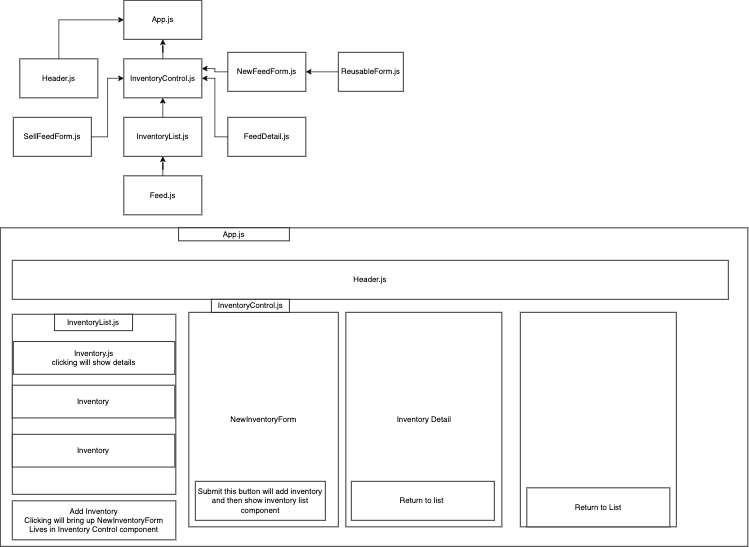 App.js
Header.js
InventoryControl.js
NewFeedForm.js
ReusableForm.js
SellFeedForm.js
InventoryList.js
FeedDetail.js
Feed.js
App.js
Header.js
InventoryControl.js
InventoryList.js
Inventory.js
clicking will show details
Inventory
Inventory
NewInventoryForm
Inventory Detail
Submit this button will add inventory
and then show inventory list
component
Return to list
Return to List
Add Inventory
Clicking will bring up NewInventoryForm
Lives in Inventory Control component